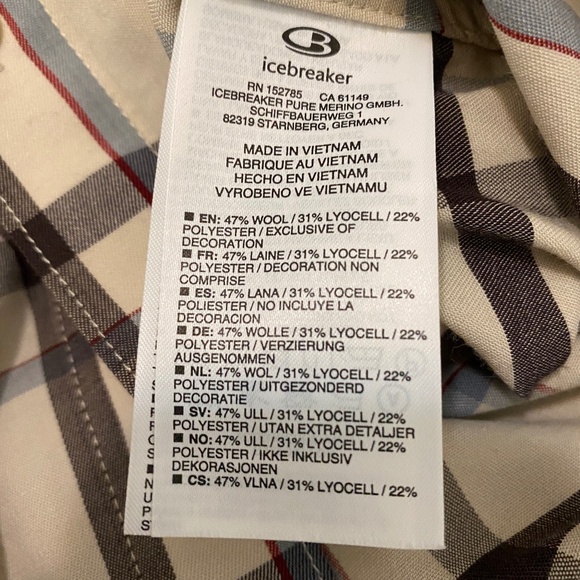 icebreaker
RN 152785 CA 61149
ICEBREAKER PURE MERINO GMBH.
SCHIFFBAUERWEG 1
82319 STARNBERG, GERMANY
MADE IN VIETNAM
FABRIQUE AU VIETNAM
HECHO EN VIETNAM
VYROBENO VE VIETNAMU
EN: 47% WOOL / 31% LYOCELL / 22%
POLYESTER / EXCLUSIVE OF
DECORATION
FR: 47% LAINE / 31% LYOCELL / 22%
POLYESTER / DECORATION NON
COMPRISE
ES: 47% LANA / 31% LYOCELL / 22%
POLIESTER / NO INCLUYE LA
DECORACION
DE: 47% WOLLE / 31% LYOCELL / 22%
POLYESTER / VERZIERUNG
AUSGENOMMEN
NL: 47% WOL / 31% LYOCELL / 22%
POLYESTER / UITGEZONDERD
DECORATIE
SV: 47% ULL / 31% LYOCELL / 22%
POLYESTER / UTAN EXTRA DETALJER
NO: 47% ULL / 31% LYOCELL / 22%
POLYESTER / IKKE INKLUSIV
DEKORASJONEN
CS: 47% VLNA / 31% LYOCELL / 22%